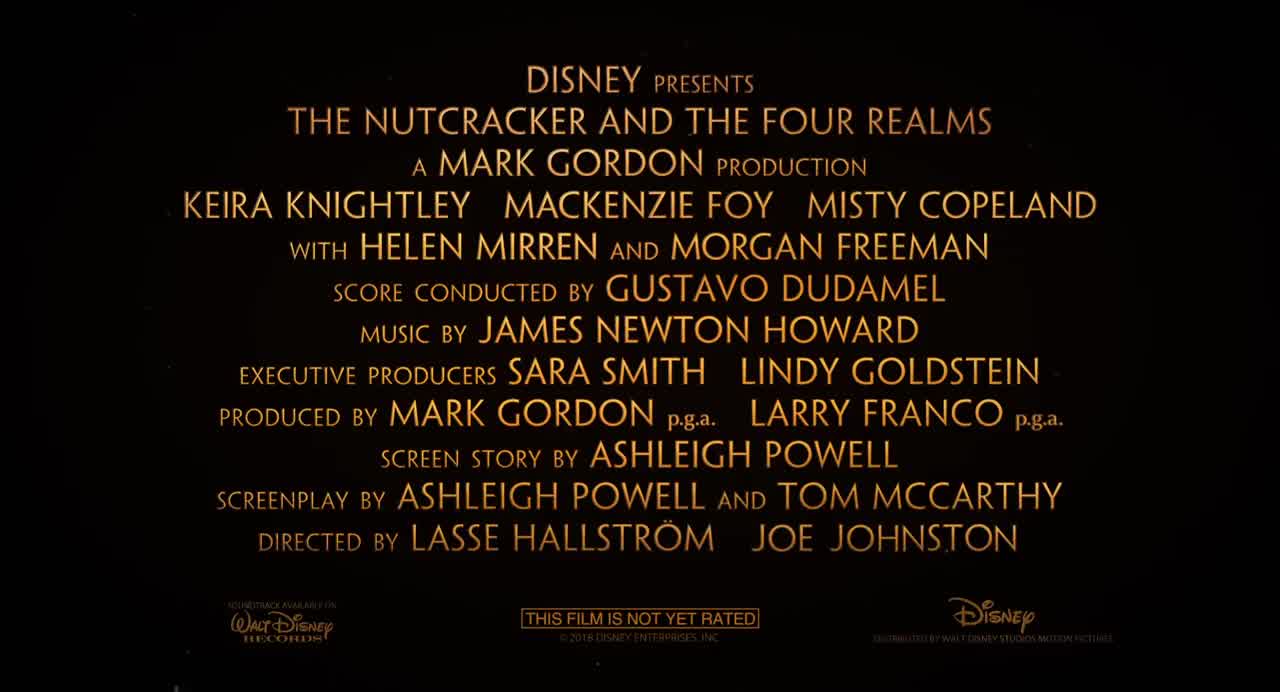 DISNEY PRESENTS
THE NUTCRACKER AND THE FOUR REALMS
A MARK GORDON PRODUCTION
KEIRA KNIGHTLEY MACKENZIE FOY MISTY COPELAND
WITH HELEN MIRREN AND MORGAN FREEMAN
SCORE CONDUCTED BY GUSTAVO DUDAMEL
MUSIC BY JAMES NEWTON HOWARD
EXECUTIVE PRODUCERS SARA SMITH LINDY GOLDSTEIN
PRODUCED BY MARK GORDON p.g.a. LARRY FRANCO p.g.a.
SCREEN STORY BY ASHLEIGH POWELL
SCREENPLAY BY ASHLEIGH POWELL AND TOM MCCARTHY
DIRECTED BY LASSE HALLSTRÖM JOE JOHNSTON
SOUNDTRACK AVAILABLE ON
WALT DISNEY
RECORDS
THIS FILM IS NOT YET RATED
© 2018 DISNEY ENTERPRISES, INC.
Disney
DISTRIBUTED BY WALT DISNEY STUDIOS MOTION PICTURES